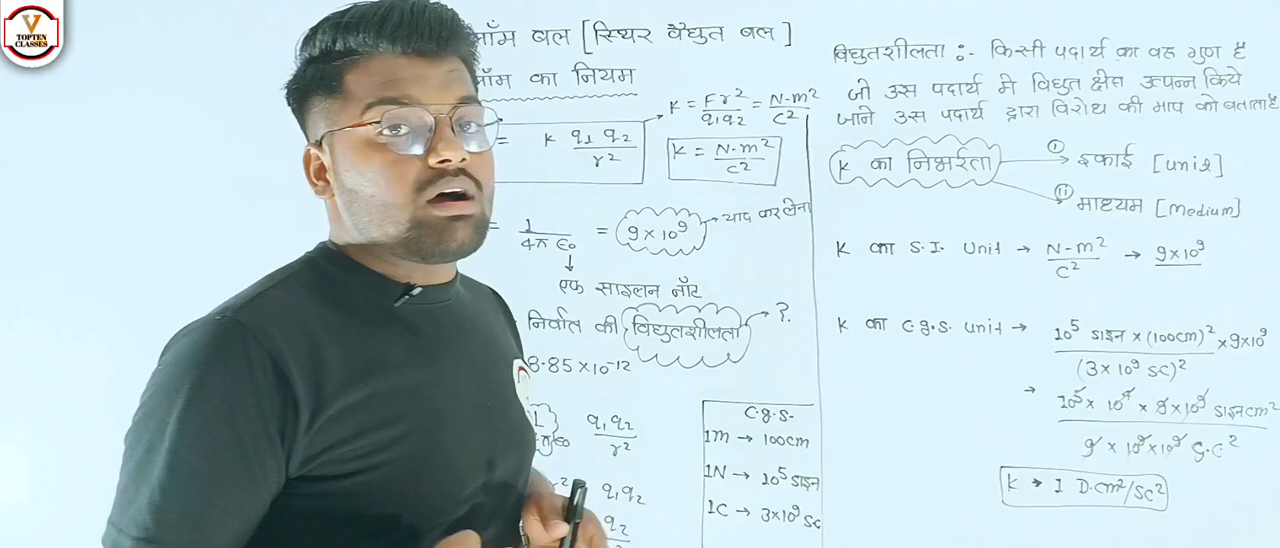 V
TOPTEN
CLASSES
लॉम बल [स्थिर वैद्युत बल]
लॉम का नियम
= K q₁ q₂ / r²
K = Fr² / q₁q₂ = N-m² / C²
K = N-m² / C²
= 1 / 4π ε₀ = 9×10⁹ → याद कर लेना
एफ साइलन नॉट
निर्वात की विद्युतशीलता → ?
8.85×10⁻¹²
q₁q₂ / r²
q₁q₂
C.g.s.
1m → 100cm
1N → 10⁵ डाइन
1C → 3×10⁹ sc
विद्युतशीलता :- किसी पदार्थ का वह गुण है
जो उस पदार्थ मे विद्युत क्षेत्र उत्पन्न किये
जाने उस पदार्थ द्वारा विरोध की माप को बताता है
K का निर्भरता
(i) इकाई [unit]
(ii) माध्यम [Medium]
K का S.I. Unit → N-m² / C² → 9×10⁹
K का C.g.s. unit → 10⁵ डाइन × (100cm)² × 9×10⁹ / (3×10⁹ sc)²
→ 10⁵ × 10⁴ × 9 × 10⁹ डाइन cm² / 9 × 10⁹ × 10⁹ s.c²
K → 1 D.cm²/sc²